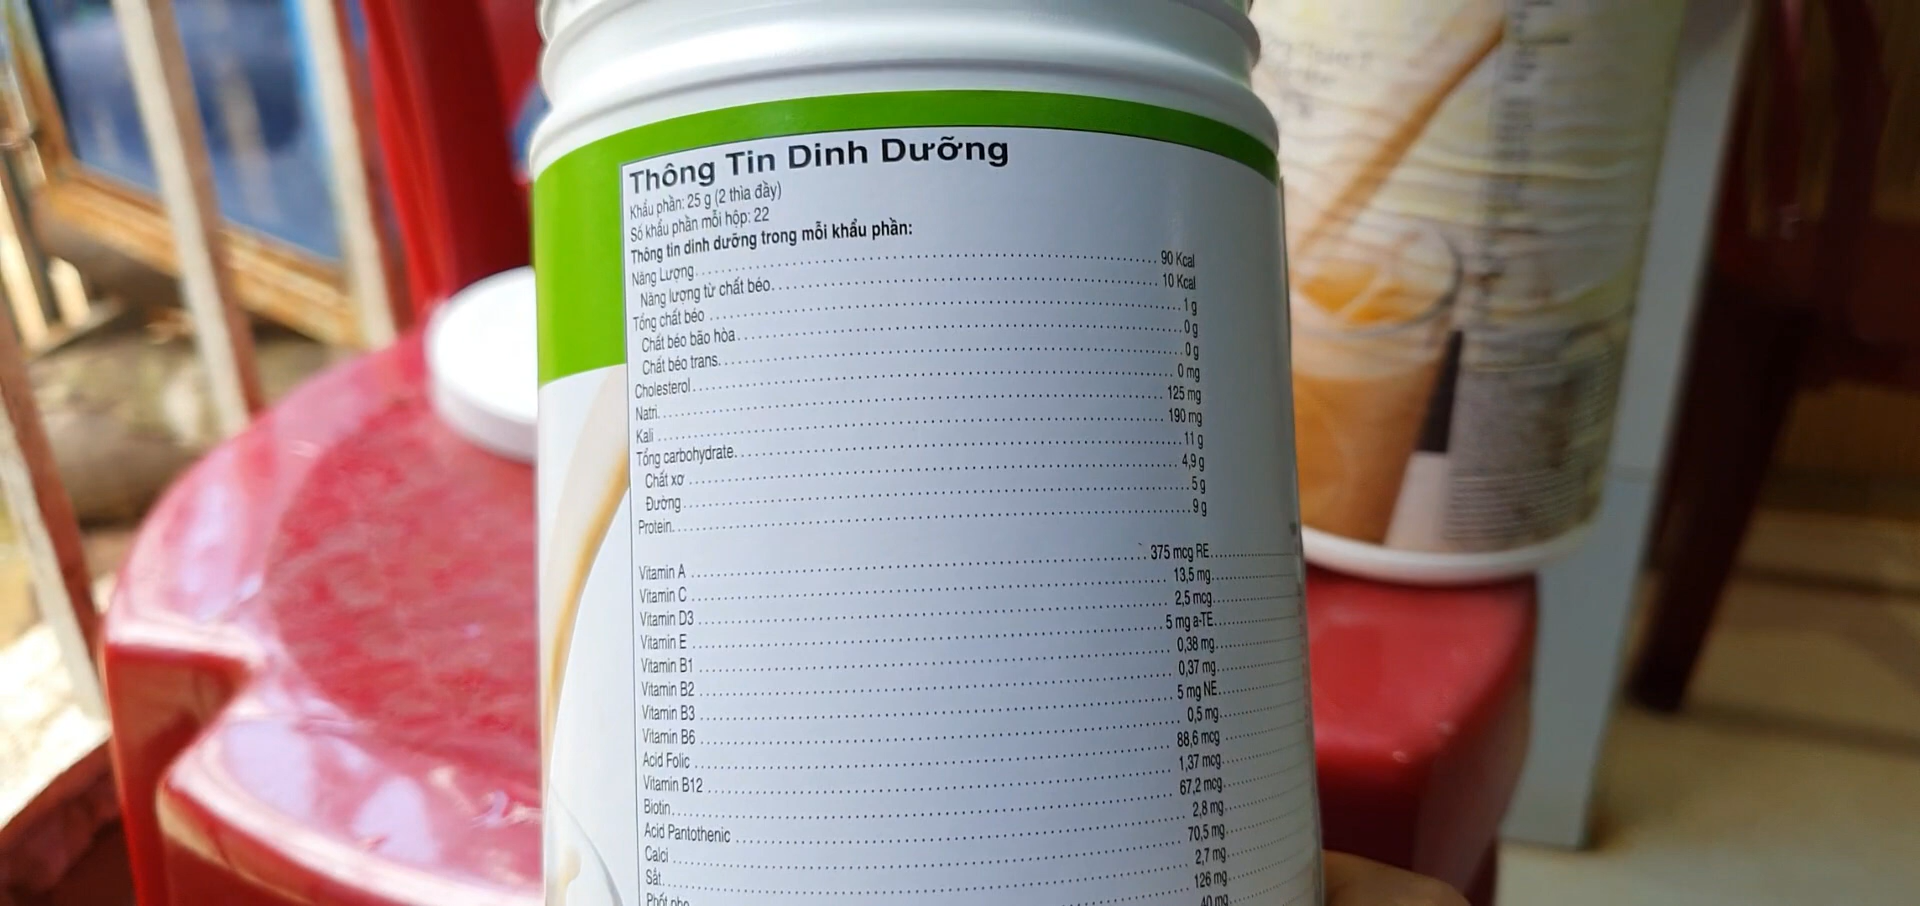 Thông Tin Dinh Dưỡng
Khẩu phần: 25 g (2 thìa đầy)
Số khẩu phần mỗi hộp: 22
Thông tin dinh dưỡng trong mỗi khẩu phần:
Năng Lượng 90 Kcal
Năng lượng từ chất béo 10 Kcal
Tổng chất béo 1 g
Chất béo bão hòa 0 g
Chất béo trans 0 g
Cholesterol 0 mg
Natri 125 mg
Kali 190 mg
Tổng carbohydrate 11 g
Chất xơ 4,9 g
Đường 5 g
Protein 9 g
Vitamin A 375 mcg RE
Vitamin C 13,5 mg
Vitamin D3 2,5 mcg
Vitamin E 5 mg a-TE
Vitamin B1 0,38 mg
Vitamin B2 0,37 mg
Vitamin B3 5 mg NE
Vitamin B6 0,5 mg
Acid Folic 88,6 mcg
Vitamin B12 1,37 mcg
Biotin 67,2 mcg
Acid Pantothenic 2,8 mg
Calci 70,5 mg
Sắt 2,7 mg
Phốt pho 126 mg
40 mg